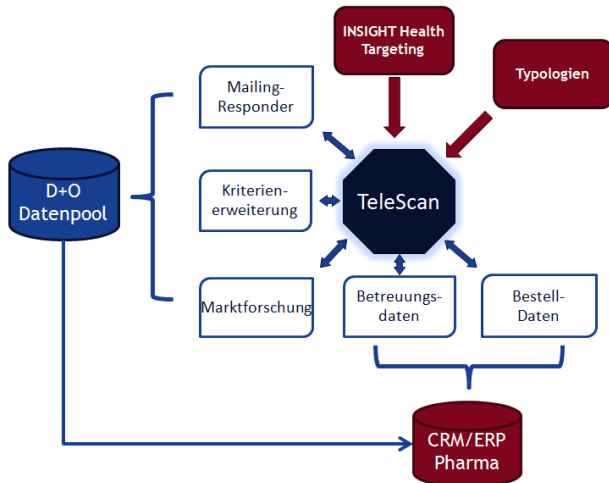 INSIGHT Health
Targeting
Typologien
Mailing-
Responder
D+O
Datenpool
Kriterien-
erweiterung
TeleScan
Marktforschung
Betreuungs-
daten
Bestell-
Daten
CRM/ERP
Pharma